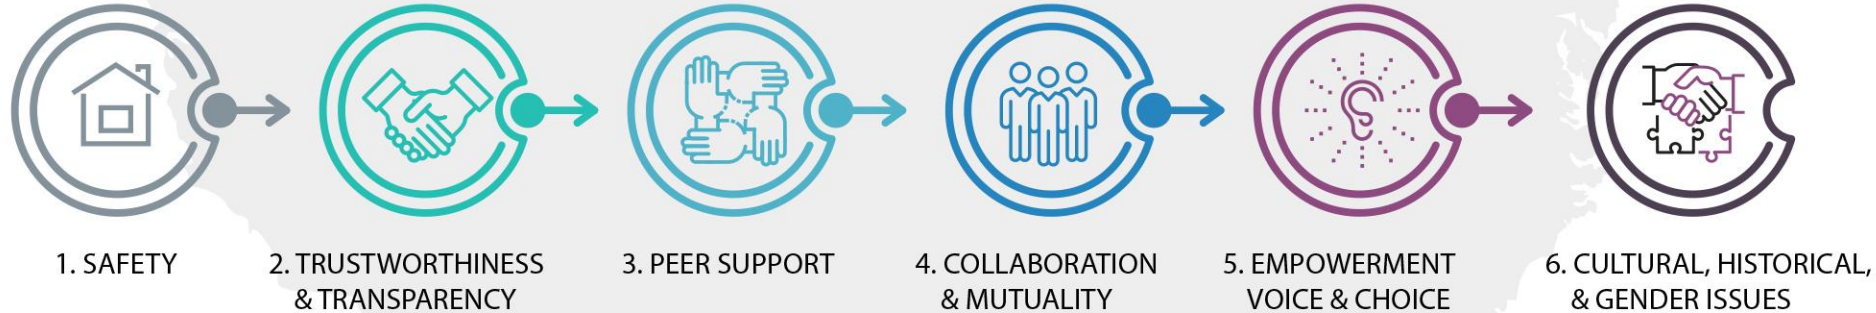 1. SAFETY
2. TRUSTWORTHINESS
& TRANSPARENCY
3. PEER SUPPORT
4. COLLABORATION
& MUTUALITY
5. EMPOWERMENT
VOICE & CHOICE
6. CULTURAL, HISTORICAL,
& GENDER ISSUES